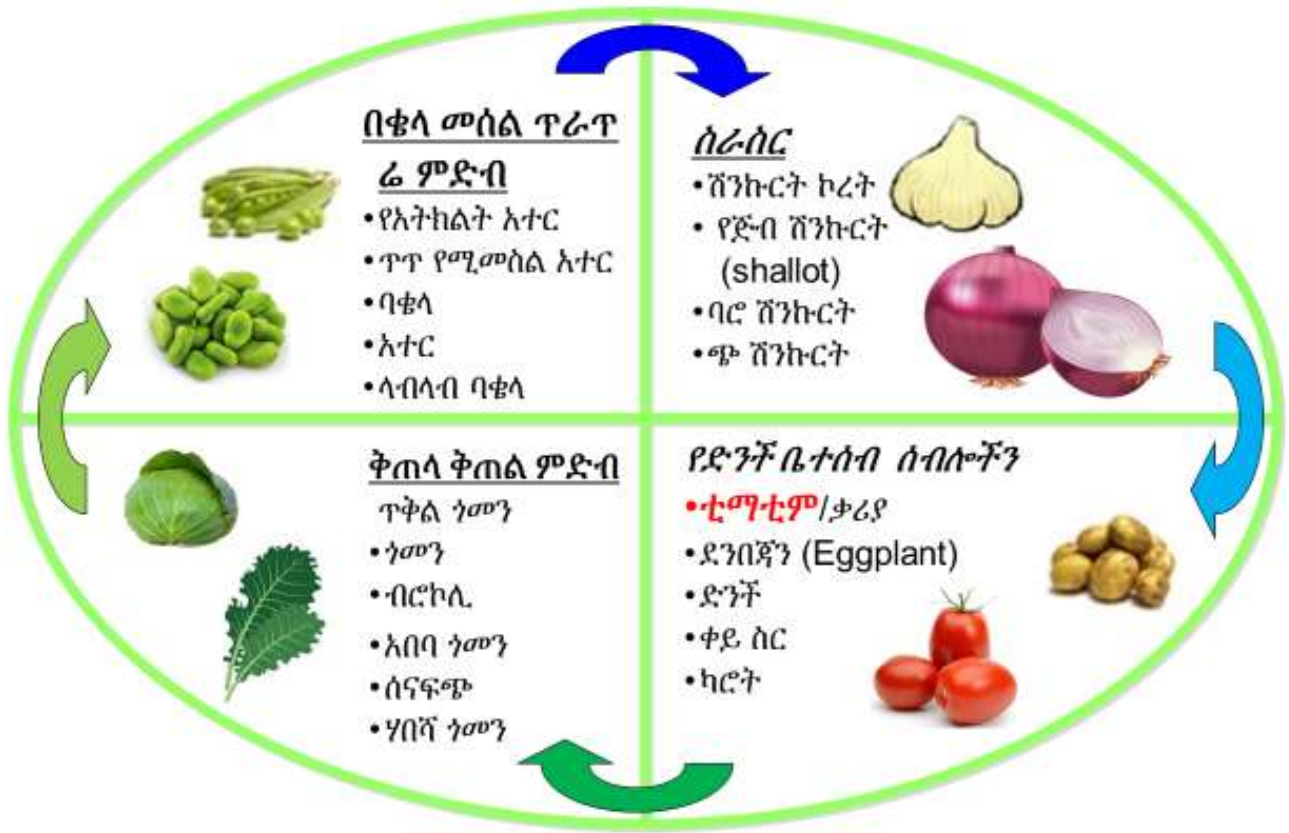 በቄላ መሰል ጥራጥ
ሬ ምድብ
•የአትክልት አተር
•ጥጥ የሚመስል አተር
•ባቄላ
•አተር
•ላብላብ ባቄላ
ስራስር
•ሽንኩርት ኮረት
• የጅብ ሽንኩርት
(shallot)
•ባሮ ሽንኩርት
•ጭ ሽንኩርት
ቅጠላ ቅጠል ምድብ
ጥቅል ጎመን
•ጎመን
•ብሮኮሊ
•አበባ ጎመን
•ሰናፍጭ
•ሃበሻ ጎመን
የድንች ቤተሰብ ሰብሎችን
•ቲማቲም/ቃሪያ
•ደንበጃን (Eggplant)
•ድንች
•ቀይ ስር
•ካሮት